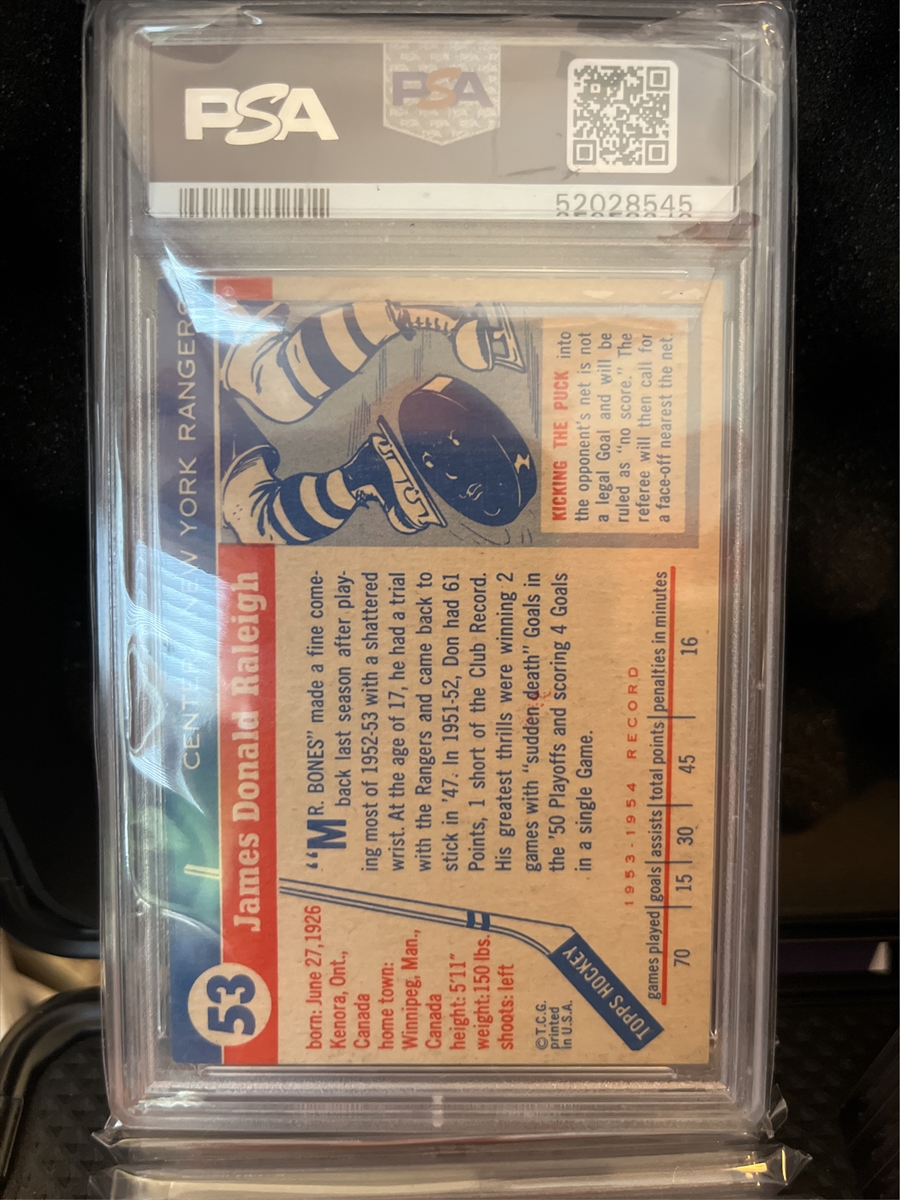 PSA
PSA
52028545
53
James Donald Raleigh
CENTER NEW YORK RANGERS
born: June 27, 1926
Kenora, Ont.,
Canada
home town:
Winnipeg, Man.,
Canada
height: 5'11"
weight: 150 lbs.
shoots: left
© T.C.G.
printed
in U.S.A.
TOPPS HOCKEY
"MR. BONES" made a fine come-
back last season after play-
ing most of 1952-53 with a shattered
wrist. At the age of 17, he had a trial
with the Rangers and came back to
stick in '47. In 1951-52, Don had 61
Points, 1 short of the Club Record.
His greatest thrills were winning 2
games with "sudden death" Goals in
the '50 Playoffs and scoring 4 Goals
in a single Game.
1953-1954 RECORD
games played goals assists total points penalties in minutes
70 15 30 45 16
KICKING THE PUCK into
the opponent's net is not
a legal Goal and will be
ruled as "no score." The
referee will then call for
a face-off nearest the net.